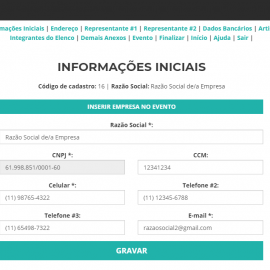 mações Iniciais | Endereço | Representante #1 | Representante #2 | Dados Bancários | Arti
Integrantes do Elenco | Demais Anexos | Evento | Finalizar | Início | Ajuda | Sair |
INFORMAÇÕES INICIAIS
Código de cadastro: 16 | Razão Social: Razão Social de/a Empresa
INSERIR EMPRESA NO EVENTO
Razão Social *:
Razão Social de/a Empresa
CNPJ *: CCM:
61.998.851/0001-60 12341234
Celular *: Telefone #2:
(11) 98765-4322 (11) 12345-6788
Telefone #3: E-mail *:
(11) 65498-7322 razaosocial2@gmail.com
GRAVAR